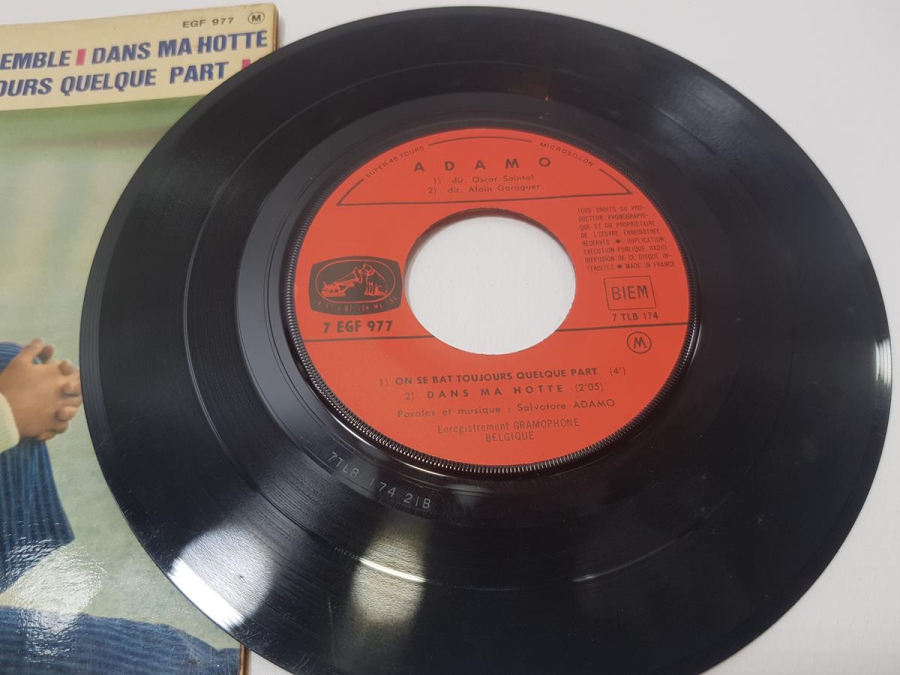 EGF 977 M
EMBLE DANS MA HOTTE
OURS QUELQUE PART
SUPER 45 TOURS
MICROSILLON
ADAMO
1) dir. Oscar Saintal
2) dir. Alain Goraguer
TOUS DROITS DU PRO-
DUCTEUR PHONOGRAPHI-
QUE ET DU PROPRIETAIRE
DE L'ŒUVRE ENREGISTREE
RESERVES ● DUPLICATION,
EXECUTION PUBLIQUE, RADIO-
DIFFUSION DE CE DISQUE IN-
TERDITES ● MADE IN FRANCE
BIEM
7 TLB 174
7 EGF 977
M
1) ON SE BAT TOUJOURS QUELQUE PART (4')
2) DANS MA HOTTE (2'05)
Paroles et musique : Salvatore ADAMO
Enregistrement GRAMOPHONE
BELGIQUE
7TLB 174 21B